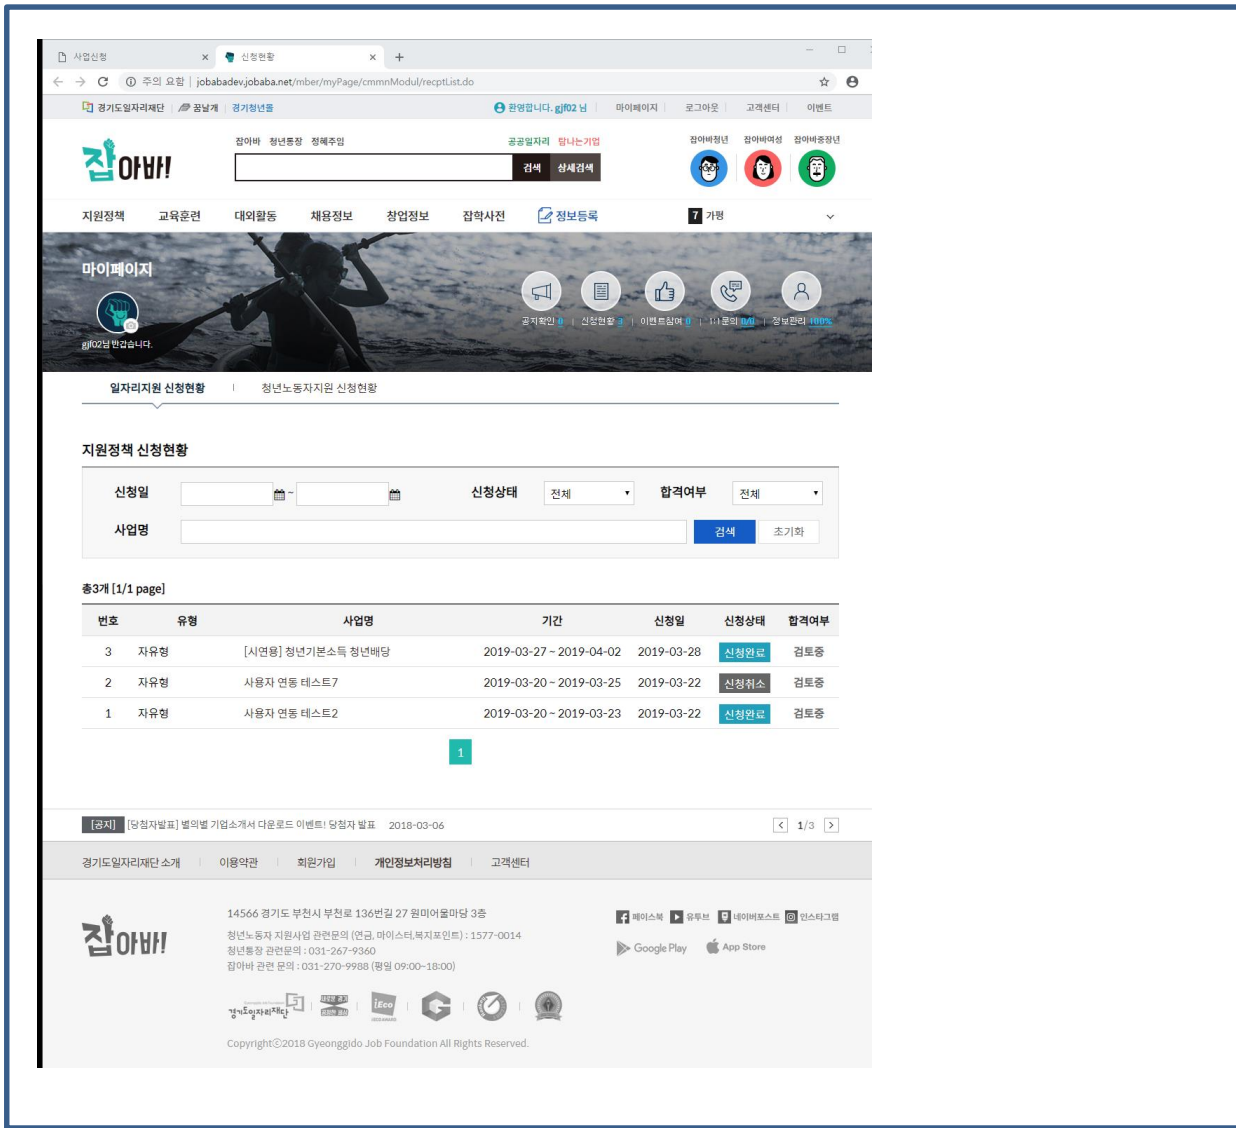 사업신청 × 신청현황 × +
주의 요함 | jobabadev.jobaba.net/mber/myPage/cmmnModul/recptList.do
경기도일자리재단 꿈날개 경기청년몰 환영합니다. gjf02 님 마이페이지 로그아웃 고객센터 이벤트
잡아바 청년통장 정혜주임 공공일자리 탐나는기업 잡아바청년 잡아바여성 잡아바중장년
잡아바!
검색 상세검색
지원정책 교육훈련 대외활동 채용정보 창업정보 잡학사전 정보등록 7 가평
마이페이지
공지확인 0 | 신청현황 3 | 이벤트참여 0 | 1:1문의 0/0 | 정보관리 100%
gjf02님 반갑습니다.
일자리지원 신청현황 | 청년노동자지원 신청현황
지원정책 신청현황
신청일 ~ 신청상태 전체 합격여부 전체
사업명 검색 초기화
총3개 [1/1 page]
번호 유형 사업명 기간 신청일 신청상태 합격여부
3 자유형 [시연용] 청년기본소득 청년배당 2019-03-27 ~ 2019-04-02 2019-03-28 신청완료 검토중
2 자유형 사용자 연동 테스트7 2019-03-20 ~ 2019-03-25 2019-03-22 신청취소 검토중
1 자유형 사용자 연동 테스트2 2019-03-20 ~ 2019-03-23 2019-03-22 신청완료 검토중
1
[공지] [당첨자발표] 별의별 기업소개서 다운로드 이벤트! 당첨자 발표 2018-03-06 < 1/3 >
경기도일자리재단 소개 이용약관 회원가입 개인정보처리방침 고객센터
잡아바!
14566 경기도 부천시 부천로 136번길 27 원미어울마당 3층
청년노동자 지원사업 관련문의 (연금, 마이스터,복지포인트) : 1577-0014
청년통장 관련문의 : 031-267-9360
잡아바 관련 문의 : 031-270-9988 (평일 09:00~18:00)
페이스북 유투브 네이버포스트 인스타그램
Google Play App Store
경기도일자리재단 iEco
Copyrightⓒ2018 Gyeonggido Job Foundation All Rights Reserved.